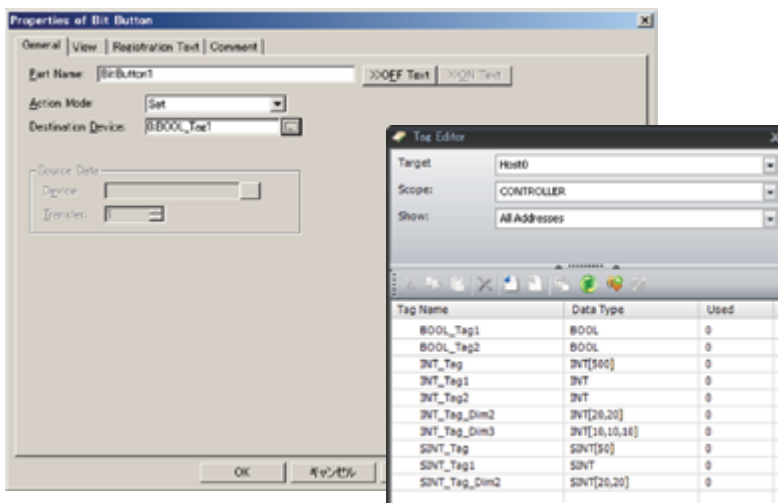 Properties of Bit Button
General View Registration Text Comment
Part Name: BitButton1 >>OFF Text >>ON Text
Action Mode: Set
Destination Device: BOOL_Tag1 ...
Source Data
Device:
Transfer: 1
OK キャンセル
Tag Editor
Target Host0
Scope: CONTROLLER
Show: All Addresses
Tag Name Data Type Used
BOOL_Tag1 BOOL 0
BOOL_Tag2 BOOL 0
INT_Tag INT[500] 0
INT_Tag1 INT 0
INT_Tag2 INT 0
INT_Tag_Dim2 INT[20,20] 0
INT_Tag_Dim3 INT[10,10,10] 0
SINT_Tag SINT[50] 0
SINT_Tag1 SINT 0
SINT_Tag_Dim2 SINT[20,20] 0